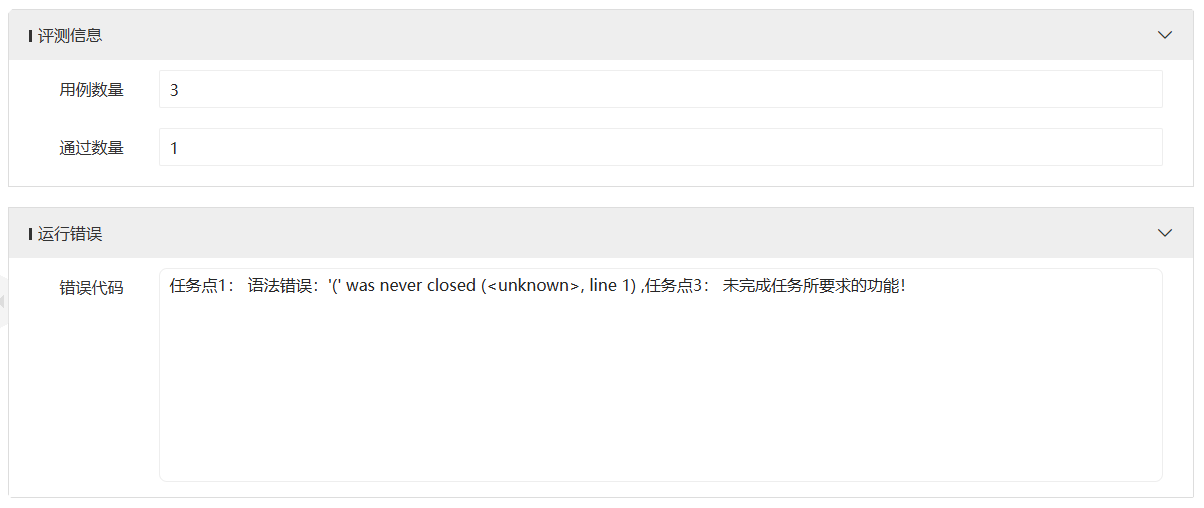 评测信息
用例数量 3
通过数量 1
运行错误
错误代码 任务点1： 语法错误：'(' was never closed (<unknown>, line 1) ,任务点3： 未完成任务所要求的功能！